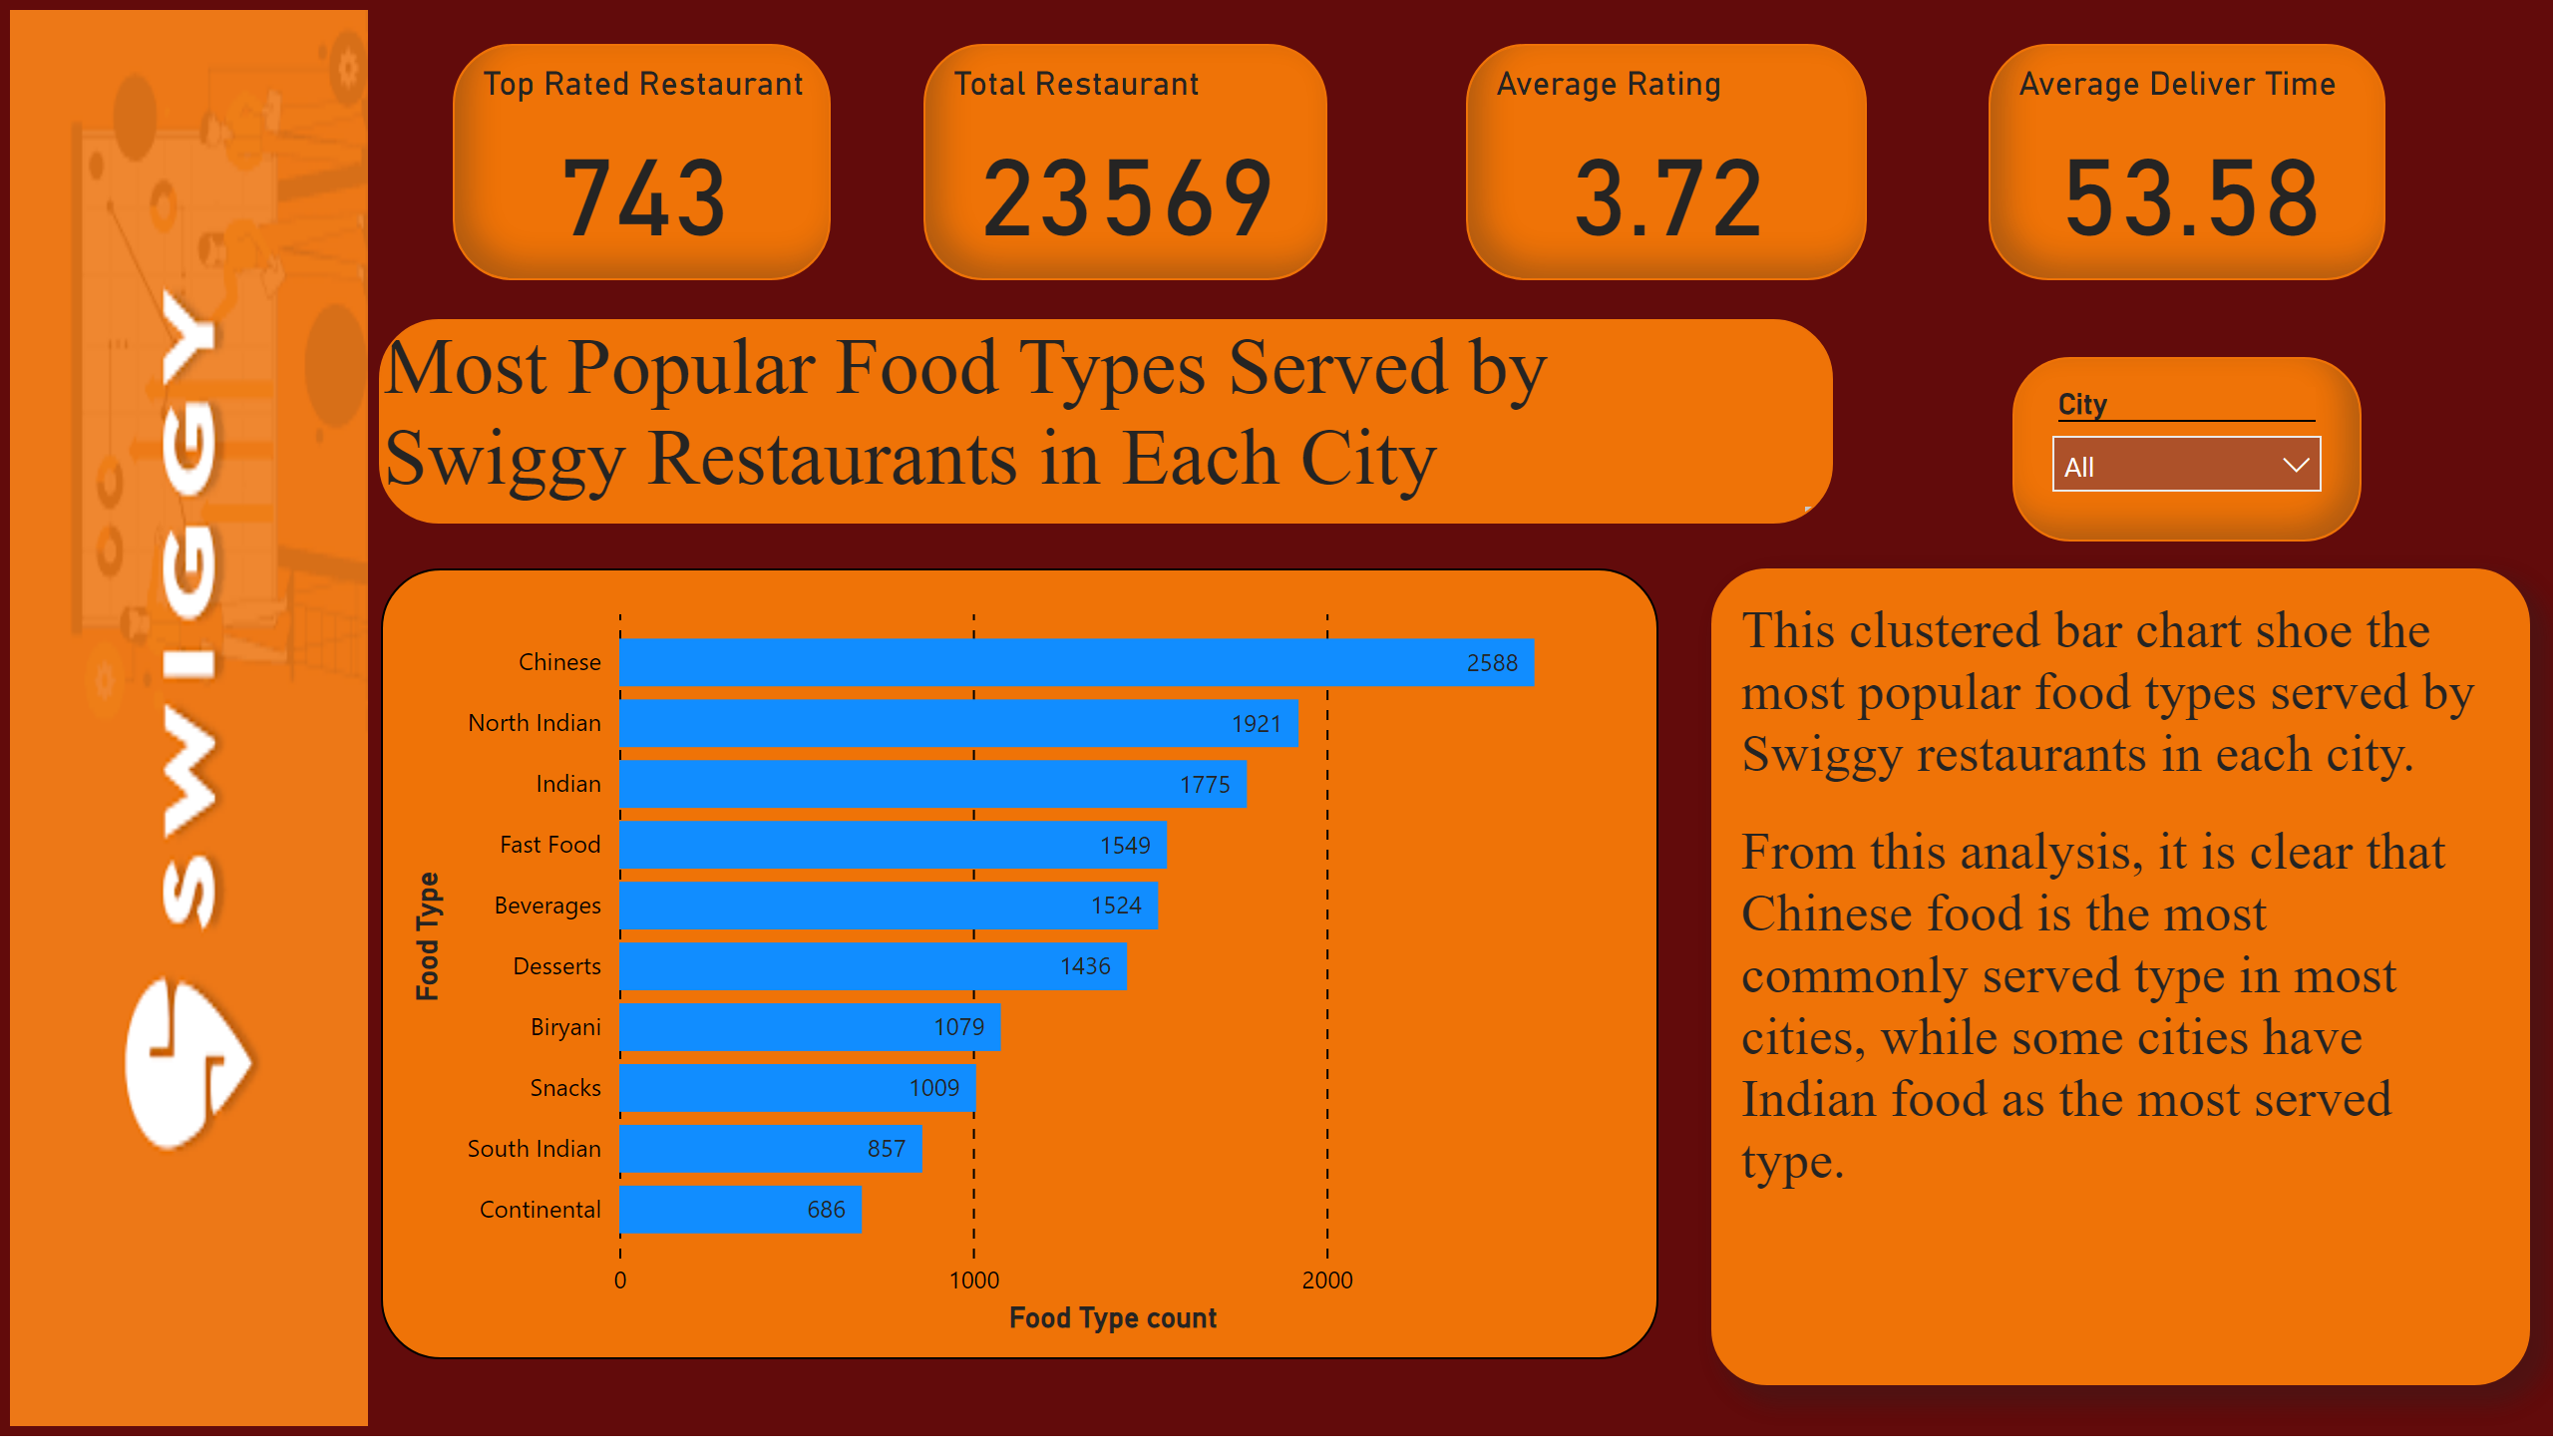 SWIGGY
Top Rated Restaurant
743
Total Restaurant
23569
Average Rating
3.72
Average Deliver Time
53.58
Most Popular Food Types Served by
Swiggy Restaurants in Each City
City
All
Food Type
Chinese 2588
North Indian 1921
Indian 1775
Fast Food 1549
Beverages 1524
Desserts 1436
Biryani 1079
Snacks 1009
South Indian 857
Continental 686
0 1000 2000
Food Type count
This clustered bar chart shoe the
most popular food types served by
Swiggy restaurants in each city.
From this analysis, it is clear that
Chinese food is the most
commonly served type in most
cities, while some cities have
Indian food as the most served
type.